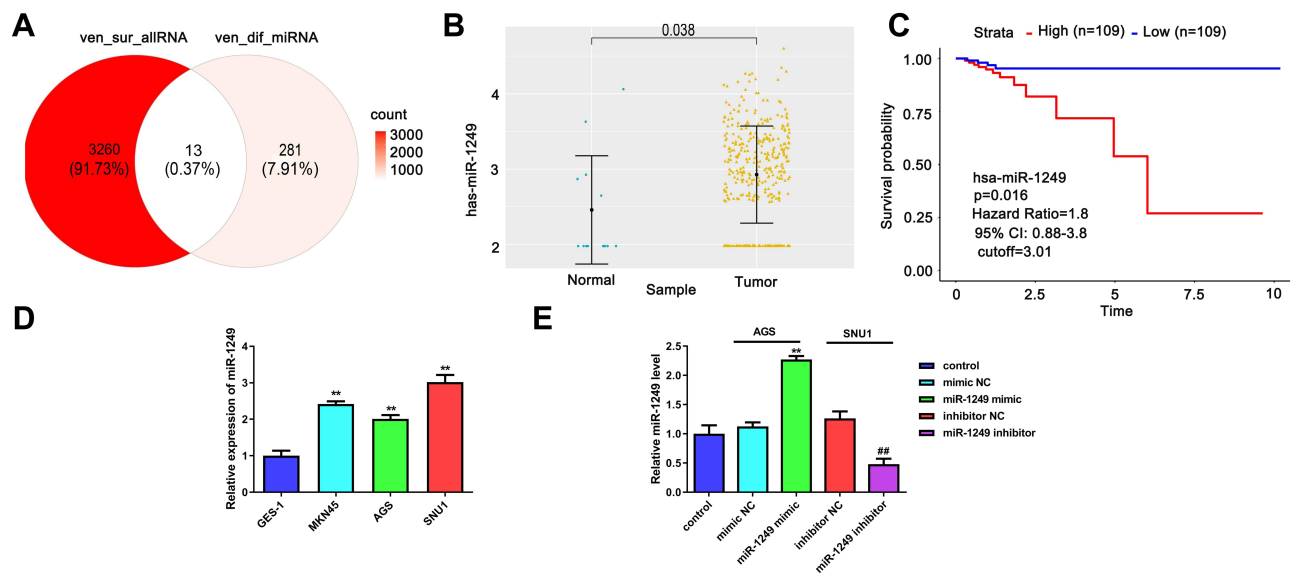 A
ven_sur_allRNA
ven_dif_miRNA
3260
(91.73%)
13
(0.37%)
281
(7.91%)
count
3000
2000
1000
B
0.038
has-miR-1249
4
3
2
Normal
Tumor
Sample
C
Strata High (n=109) Low (n=109)
Survival probability
1.00
0.75
0.50
0.25
0.00
hsa-miR-1249
p=0.016
Hazard Ratio=1.8
95% CI: 0.88-3.8
cutoff=3.01
0 2.5 5 7.5 10
Time
D
Relative expression of miR-1249
4
3
2
1
0
**
**
**
GES-1
MKN45
AGS
SNU1
E
Relative miR-1249 level
2.5
2.0
1.5
1.0
0.5
0.0
AGS
SNU1
**
##
control
mimic NC
miR-1249 mimic
inhibitor NC
miR-1249 inhibitor
control
mimic NC
miR-1249 mimic
inhibitor NC
miR-1249 inhibitor